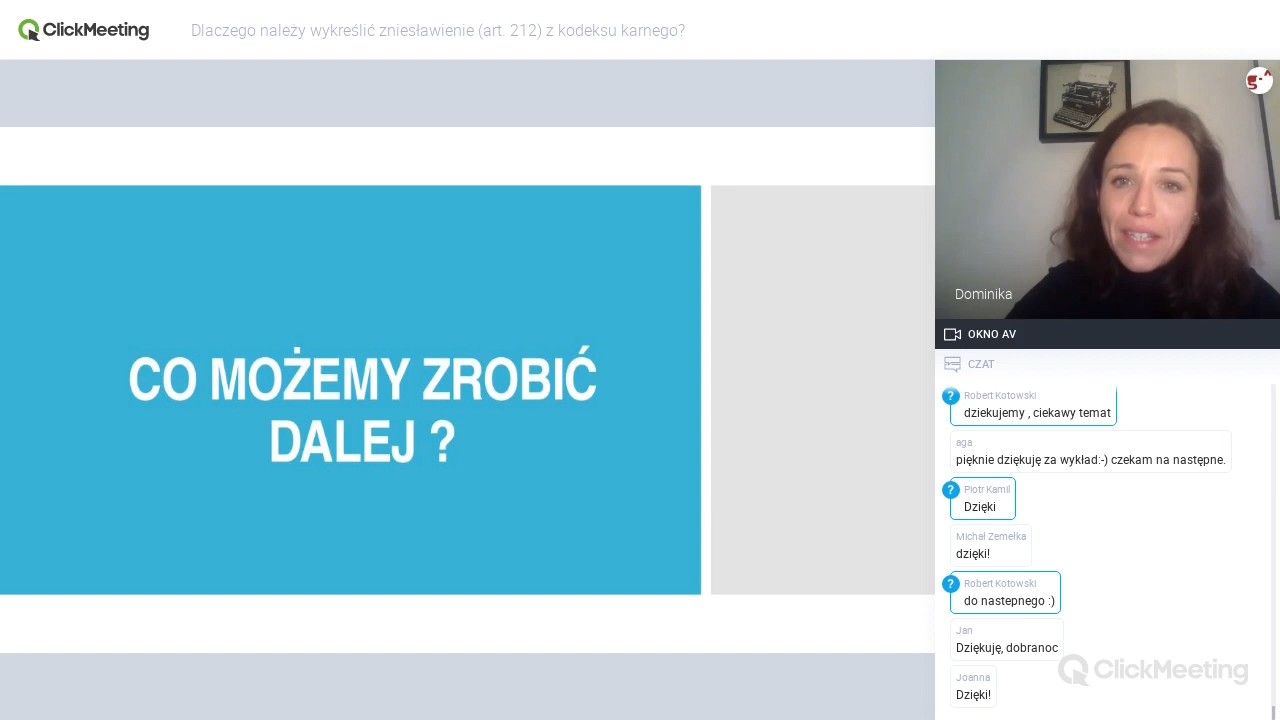 ClickMeeting
Dlaczego należy wykreślić zniesławienie (art. 212) z kodeksu karnego?
CO MOŻEMY ZROBIĆ
DALEJ ?
Dominika
OKNO AV
CZAT
? Robert Kotowski
dziekujemy , ciekawy temat
aga
pięknie dziękuję za wykład:-) czekam na następne.
? Piotr Kamil
Dzięki
Michał Zemełka
dzięki!
? Robert Kotowski
do nastepnego :)
Jan
Dziękuję, dobranoc
Joanna
Dzięki!
ClickMeeting